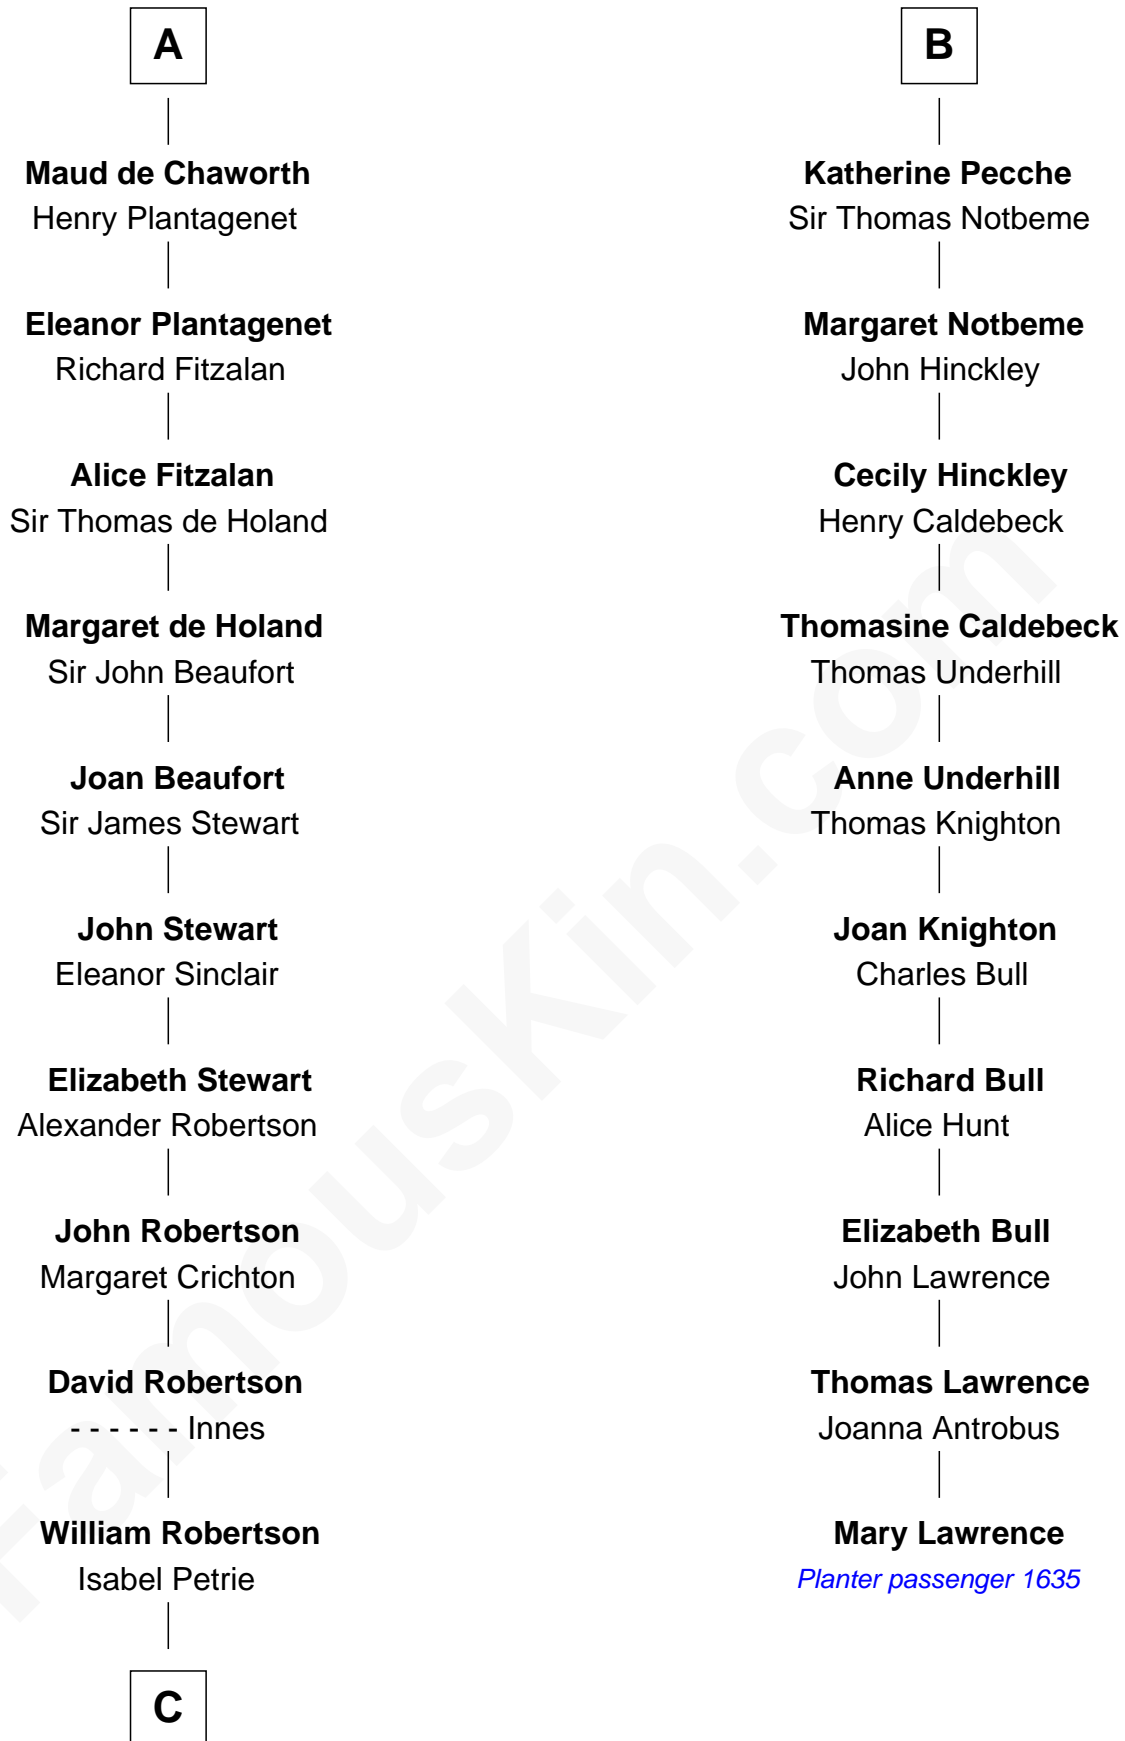 A
Maud de Chaworth
Henry Plantagenet
Eleanor Plantagenet
Richard Fitzalan
Alice Fitzalan
Sir Thomas de Holand
Margaret de Holand
Sir John Beaufort
Joan Beaufort
Sir James Stewart
John Stewart
Eleanor Sinclair
Elizabeth Stewart
Alexander Robertson
John Robertson
Margaret Crichton
David Robertson
- - - - - - Innes
William Robertson
Isabel Petrie
C
B
Katherine Pecche
Sir Thomas Notbeme
Margaret Notbeme
John Hinckley
Cecily Hinckley
Henry Caldebeck
Thomasine Caldebeck
Thomas Underhill
Anne Underhill
Thomas Knighton
Joan Knighton
Charles Bull
Richard Bull
Alice Hunt
Elizabeth Bull
John Lawrence
Thomas Lawrence
Joanna Antrobus
Mary Lawrence
Planter passenger 1635
FamousKin.com